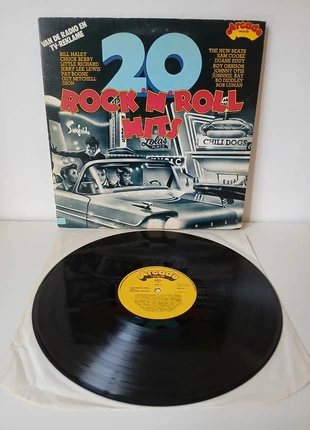 VAN DE RADIO EN
TV-REKLAME
Arcade
BILL HALEY
CHUCK BERRY
LITTLE RICHARD
JERRY LEE LEWIS
PAT BOONE
GUY MITCHELL
DION
20
THE NEW BEATS
SAM COOKE
DUANE EDDY
ROY ORBISON
JOHNNY OTIS
JOHNNIE RAY
BO DIDDLEY
BOB LUMAN
ROCK 'N' ROLL
HITS
CHILI DOGS
Arcade